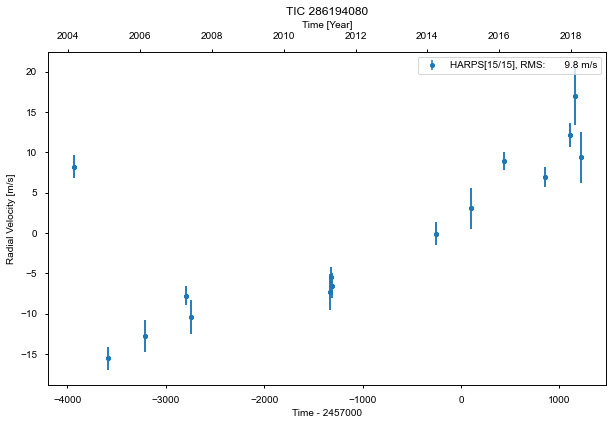 TIC 286194080
Time [Year]
2004 2006 2008 2010 2012 2014 2016 2018
HARPS[15/15], RMS: 9.8 m/s
20
15
10
5
0
−5
−10
−15
Radial Velocity [m/s]
−4000 −3000 −2000 −1000 0 1000
Time - 2457000